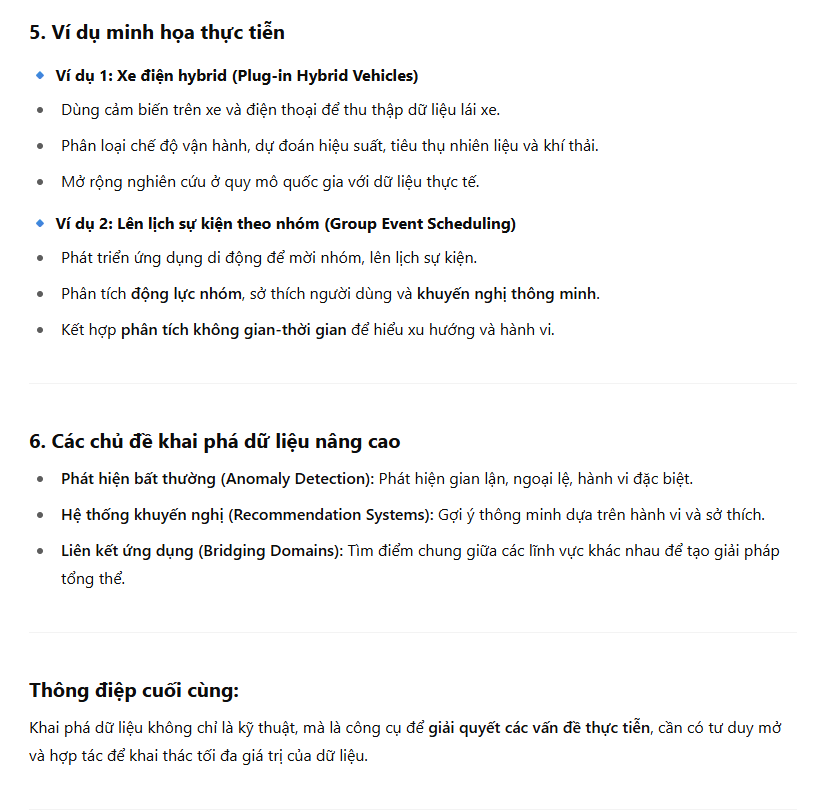 5. Ví dụ minh họa thực tiễn
Ví dụ 1: Xe điện hybrid (Plug-in Hybrid Vehicles)
Dùng cảm biến trên xe và điện thoại để thu thập dữ liệu lái xe.
Phân loại chế độ vận hành, dự đoán hiệu suất, tiêu thụ nhiên liệu và khí thải.
Mở rộng nghiên cứu ở quy mô quốc gia với dữ liệu thực tế.
Ví dụ 2: Lên lịch sự kiện theo nhóm (Group Event Scheduling)
Phát triển ứng dụng di động để mời nhóm, lên lịch sự kiện.
Phân tích động lực nhóm, sở thích người dùng và khuyến nghị thông minh.
Kết hợp phân tích không gian-thời gian để hiểu xu hướng và hành vi.
6. Các chủ đề khai phá dữ liệu nâng cao
Phát hiện bất thường (Anomaly Detection): Phát hiện gian lận, ngoại lệ, hành vi đặc biệt.
Hệ thống khuyến nghị (Recommendation Systems): Gợi ý thông minh dựa trên hành vi và sở thích.
Liên kết ứng dụng (Bridging Domains): Tìm điểm chung giữa các lĩnh vực khác nhau để tạo giải pháp
tổng thể.
Thông điệp cuối cùng:
Khai phá dữ liệu không chỉ là kỹ thuật, mà là công cụ để giải quyết các vấn đề thực tiễn, cần có tư duy mở
và hợp tác để khai thác tối đa giá trị của dữ liệu.